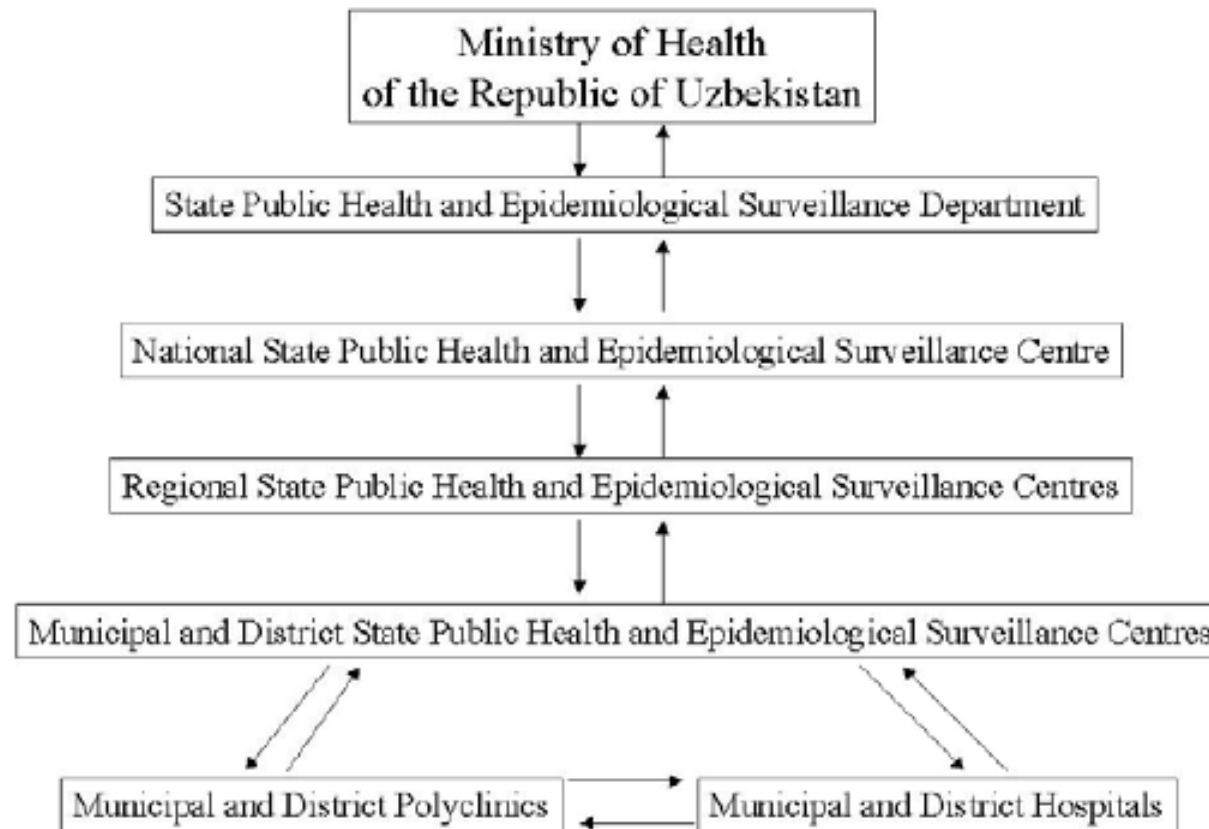 Ministry of Health
of the Republic of Uzbekistan
State Public Health and Epidemiological Surveillance Department
National State Public Health and Epidemiological Surveillance Centre
Regional State Public Health and Epidemiological Surveillance Centres
Municipal and District State Public Health and Epidemiological Surveillance Centres
Municipal and District Polyclinics
Municipal and District Hospitals